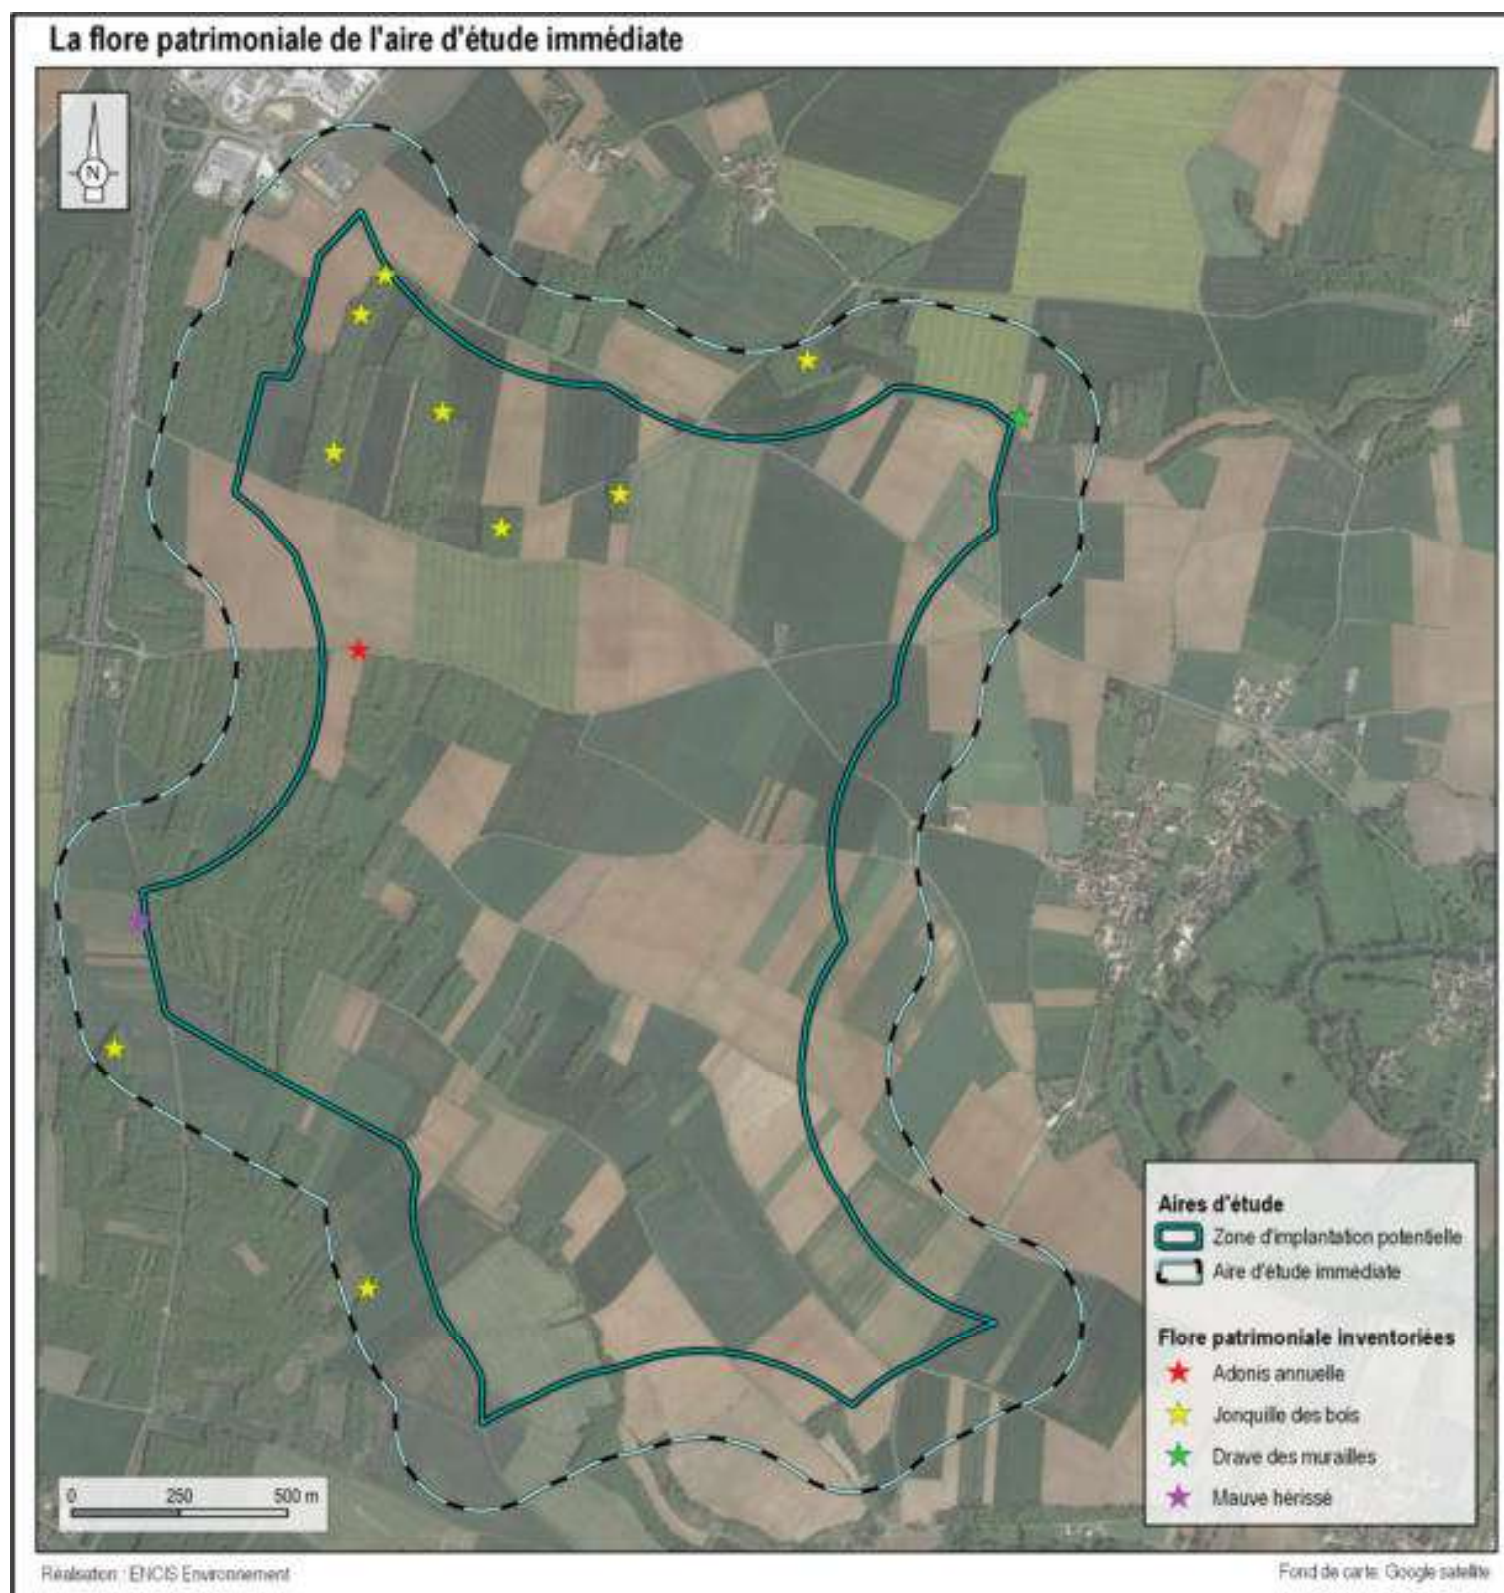 La flore patrimoniale de l'aire d'étude immédiate
N
Aires d'étude
Zone d'implantation potentielle
Aire d'étude immédiate
Flore patrimoniale inventoriées
Adonis annuelle
Jonquille des bois
Drave des murailles
Mauve hérissé
0 250 500 m
Réalisation : ENCIS Environnement
Fond de carte: Google satellite